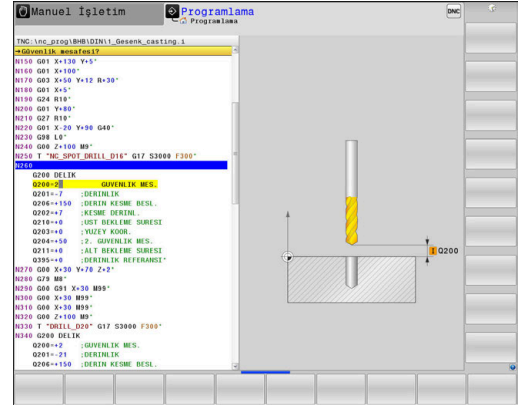 Manuel İşletim
Programlama
Programlama
DNC
TNC:\nc_prog\BHB\DIN\1_Gesenk_casting.i
→Güvenlik mesafesi?
N150 G01 X+130 Y+5*
N160 G01 X+100*
N170 G03 X+50 Y+12 R+30*
N180 G01 X+5*
N190 G24 R10*
N200 G01 Y+80*
N210 G27 R10*
N220 G01 X-20 Y+90 G40*
N230 G98 L0*
N240 G00 Z+100 M9*
N250 T "NC_SPOT_DRILL_D16" G17 S3000 F300*
N260
G200 DELIK
Q200=2 GUVENLIK MES.
Q201=-7 ;DERINLIK
Q206=+150 ;DERIN KESME BESL.
Q202=+7 ;KESME DERINL.
Q210=+0 ;UST BEKLEME SURESI
Q203=+0 ;YUZEY KOOR.
Q204=+50 ;2. GUVENLIK MES.
Q211=+0 ;ALT BEKLEME SURESI
Q395=+0 ;DERINLIK REFERANSI*
N270 G00 X+30 Y+70 Z+2*
N280 G79 M8*
N290 G00 G91 X+30 M99*
N300 G00 X+30 M99*
N310 G00 X+30 M99*
N320 G00 Z+100 M9*
N330 T "DRILL_D20" G17 S3000 F300*
N340 G200 DELIK
Q200=+2 ;GUVENLIK MES.
Q201=-21 ;DERINLIK
Q206=+150 ;DERIN KESME BESL.
Q200